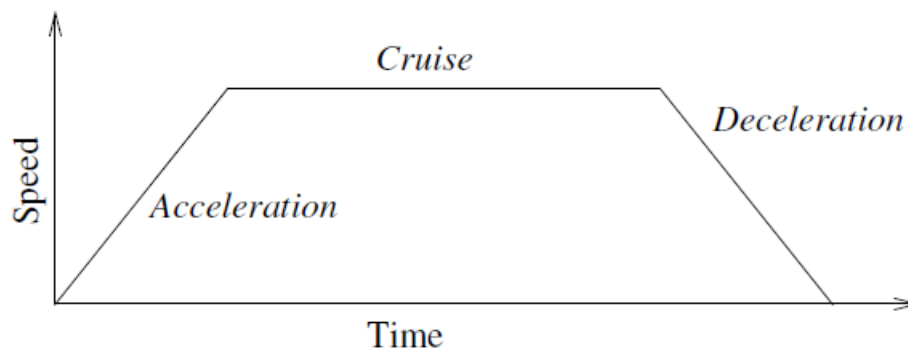 Cruise
Deceleration
Speed
Acceleration
Time